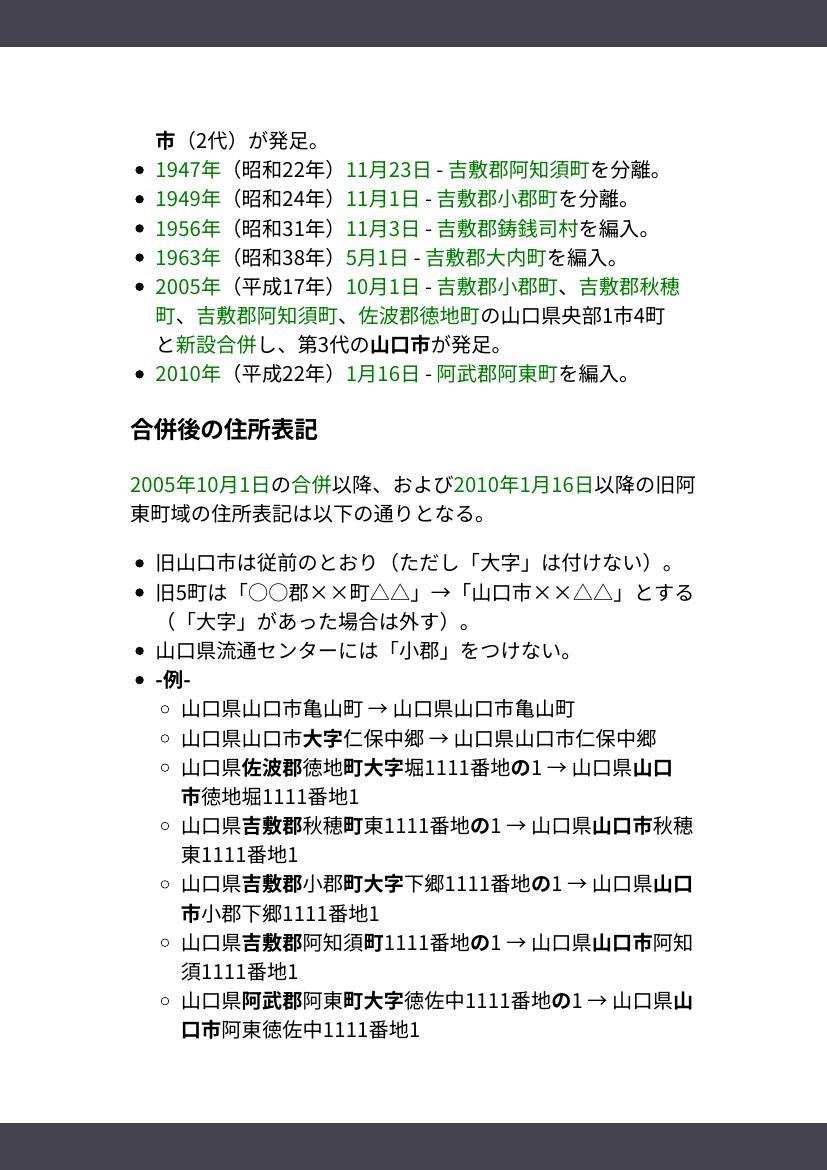 市（2代）が発足。
1947年（昭和22年）11月23日 - 吉敷郡阿知須町を分離。
1949年（昭和24年）11月1日 - 吉敷郡小郡町を分離。
1956年（昭和31年）11月3日 - 吉敷郡鋳銭司村を編入。
1963年（昭和38年）5月1日 - 吉敷郡大内町を編入。
2005年（平成17年）10月1日 - 吉敷郡小郡町、吉敷郡秋穂
町、吉敷郡阿知須町、佐波郡徳地町の山口県央部1市4町
と新設合併し、第3代の山口市が発足。
2010年（平成22年）1月16日 - 阿武郡阿東町を編入。
合併後の住所表記
2005年10月1日の合併以降、および2010年1月16日以降の旧阿
東町域の住所表記は以下の通りとなる。
旧山口市は従前のとおり（ただし「大字」は付けない）。
旧5町は「○○郡××町△△」→「山口市××△△」とする
（「大字」があった場合は外す）。
山口県流通センターには「小郡」をつけない。
-例-
山口県山口市亀山町 → 山口県山口市亀山町
山口県山口市大字仁保中郷 → 山口県山口市仁保中郷
山口県佐波郡徳地町大字堀1111番地の1 → 山口県山口
市徳地堀1111番地1
山口県吉敷郡秋穂町東1111番地の1 → 山口県山口市秋穂
東1111番地1
山口県吉敷郡小郡町大字下郷1111番地の1 → 山口県山口
市小郡下郷1111番地1
山口県吉敷郡阿知須町1111番地の1 → 山口県山口市阿知
須1111番地1
山口県阿武郡阿東町大字徳佐中1111番地の1 → 山口県山
口市阿東徳佐中1111番地1